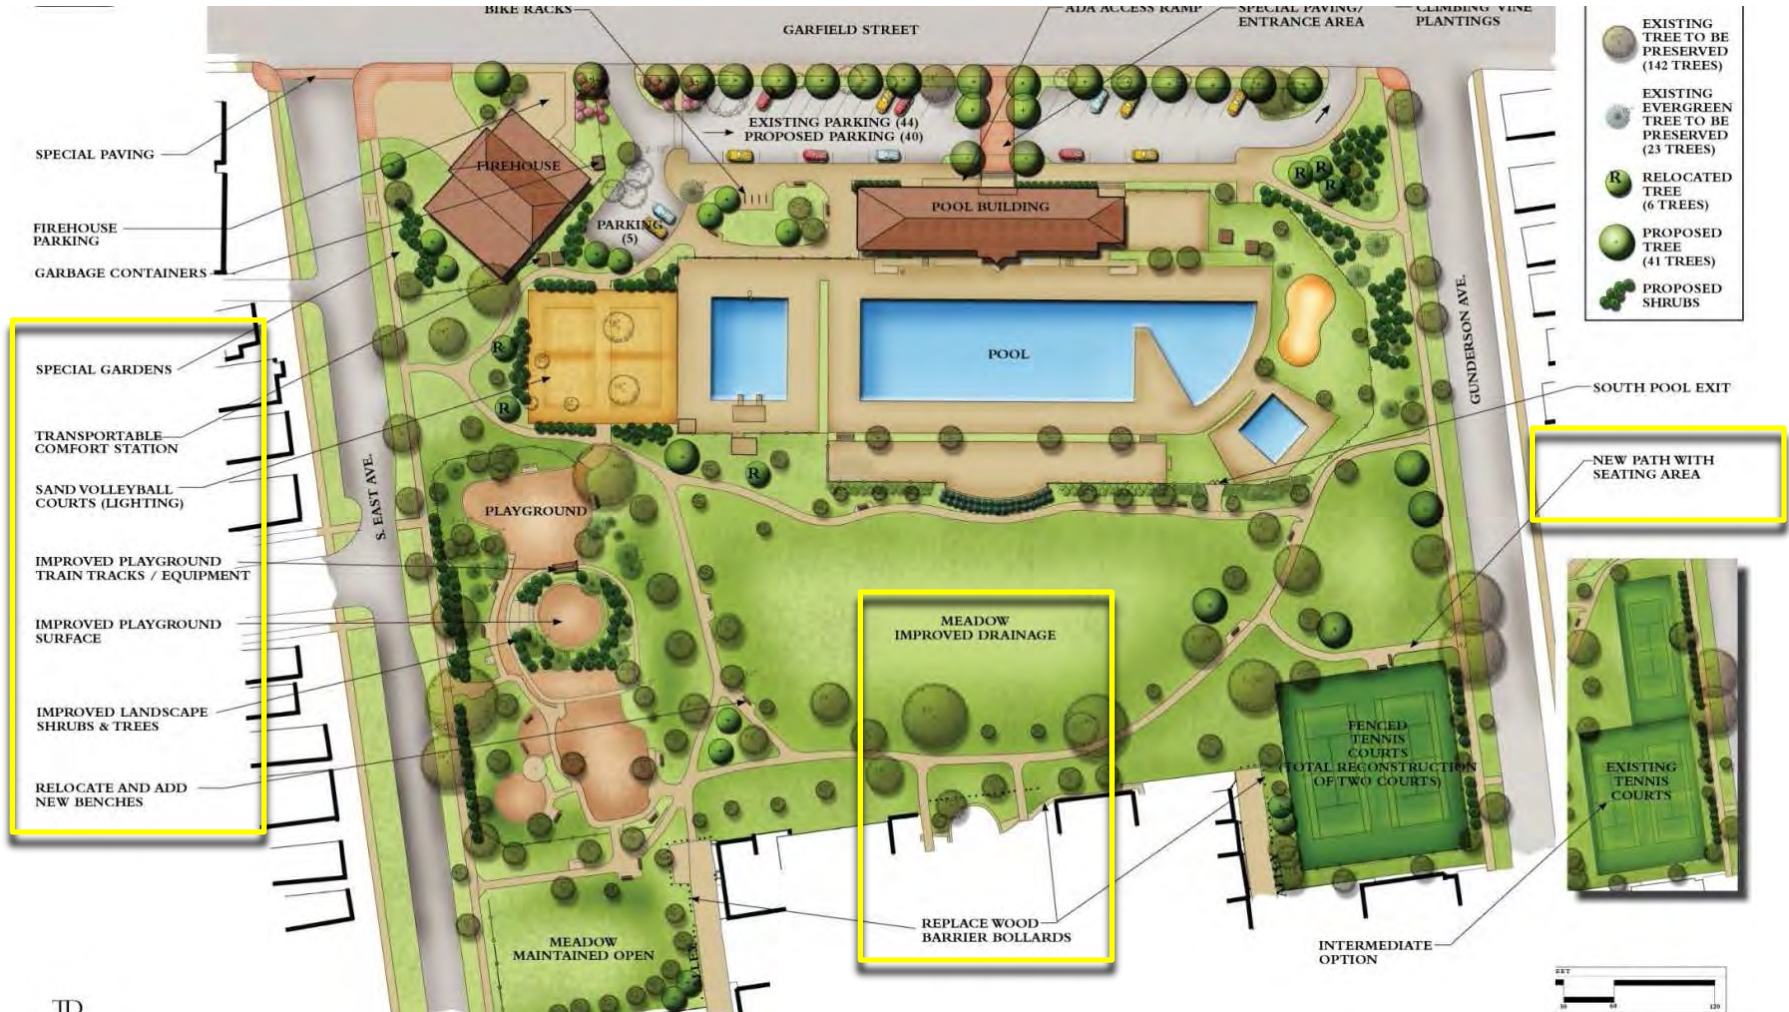 BIKE RACKS
GARFIELD STREET
ADA ACCESS RAMP
SPECIAL PAVING/
ENTRANCE AREA
CLIMBING VINE
PLANTINGS
EXISTING
TREE TO BE
PRESERVED
(142 TREES)
EXISTING
EVERGREEN
TREE TO BE
PRESERVED
(23 TREES)
R
RELOCATED
TREE
(6 TREES)
PROPOSED
TREE
(41 TREES)
PROPOSED
SHRUBS
EXISTING PARKING (44)
PROPOSED PARKING (40)
SPECIAL PAVING
FIREHOUSE
FIREHOUSE
PARKING
PARKING
(5)
POOL BUILDING
R
R
R
GARBAGE CONTAINERS
SPECIAL GARDENS
R
R
POOL
GUNDERSON AVE.
SOUTH POOL EXIT
TRANSPORTABLE
COMFORT STATION
NEW PATH WITH
SEATING AREA
R
SAND VOLLEYBALL
COURTS (LIGHTING)
S. EAST AVE.
PLAYGROUND
IMPROVED PLAYGROUND
TRAIN TRACKS / EQUIPMENT
IMPROVED PLAYGROUND
SURFACE
MEADOW
IMPROVED DRAINAGE
IMPROVED LANDSCAPE
SHRUBS & TREES
RELOCATE AND ADD
NEW BENCHES
FENCED
TENNIS
COURTS
(TOTAL RECONSTRUCTION
OF TWO COURTS)
EXISTING
TENNIS
COURTS
REPLACE WOOD
BARRIER BOLLARDS
MEADOW
MAINTAINED OPEN
INTERMEDIATE
OPTION
120